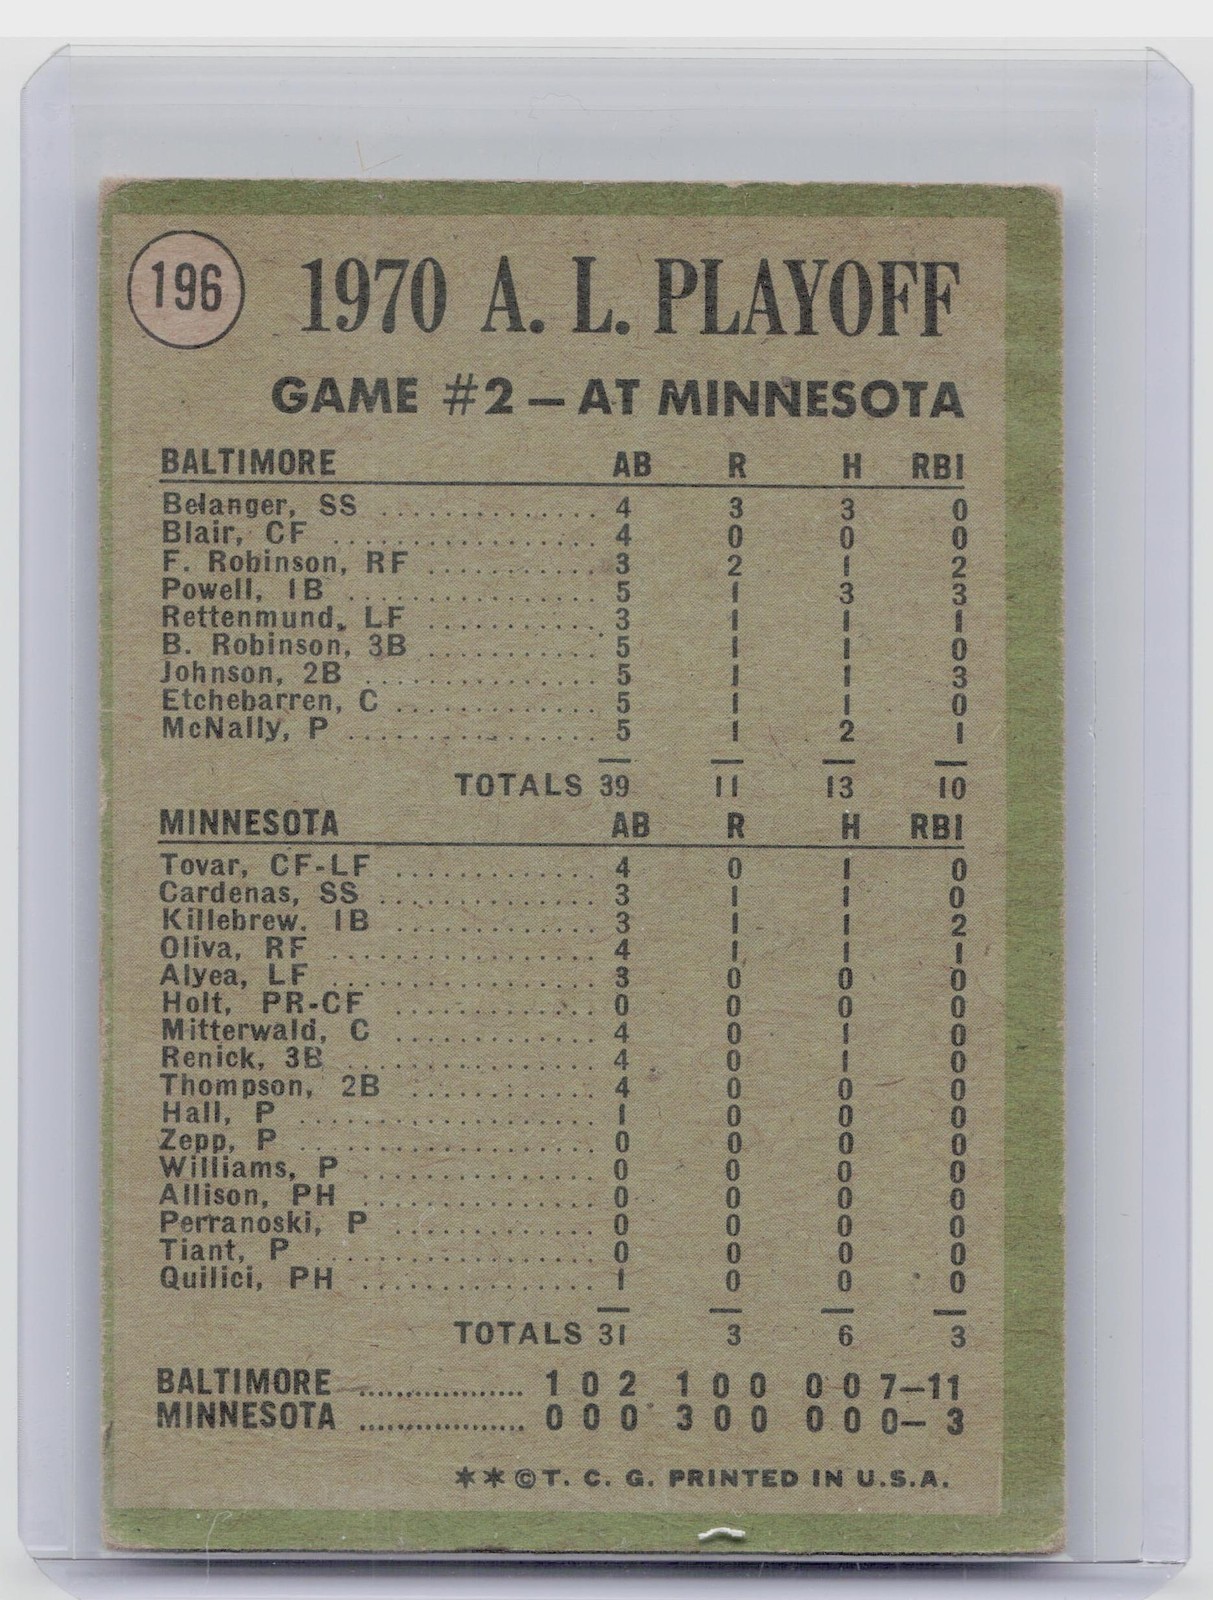 196
1970 A. L. PLAYOFF
GAME #2 — AT MINNESOTA
BALTIMORE AB R H RBI
Belanger, SS .............. 4 3 3 0
Blair, CF ................. 4 0 0 0
F. Robinson, RF ........... 3 2 1 2
Powell, 1B ................ 5 1 3 3
Rettenmund, LF ........... 3 1 1 1
B. Robinson, 3B ........... 5 1 1 0
Johnson, 2B ............... 5 1 1 3
Etchebarren, C ............. 5 1 1 0
McNally, P ................ 5 1 2 1
TOTALS 39 11 13 10
MINNESOTA AB R H RBI
Tovar, CF-LF ............. 4 0 1 0
Cardenas, SS .............. 3 1 1 0
Killebrew. 1B ............. 3 1 1 2
Oliva, RF ................. 4 1 1 1
Alyea, LF ................. 3 0 0 0
Holt, PR-CF ............. 0 0 0 0
Mitterwald, C ............. 4 0 1 0
Renick, 3B ................ 4 0 1 0
Thompson, 2B ............ 4 0 0 0
Hall, P ................... 1 0 0 0
Zepp, P ................... 0 0 0 0
Williams, P ............... 0 0 0 0
Allison, PH ............... 0 0 0 0
Perranoski, P ............. 0 0 0 0
Tiant, P .................. 0 0 0 0
Quilici, PH ............... 1 0 0 0
TOTALS 31 3 6 3
BALTIMORE ................. 1 0 2 1 0 0 0 0 7—11
MINNESOTA ................. 0 0 0 3 0 0 0 0 0— 3
**©T. C. G. PRINTED IN U.S.A.